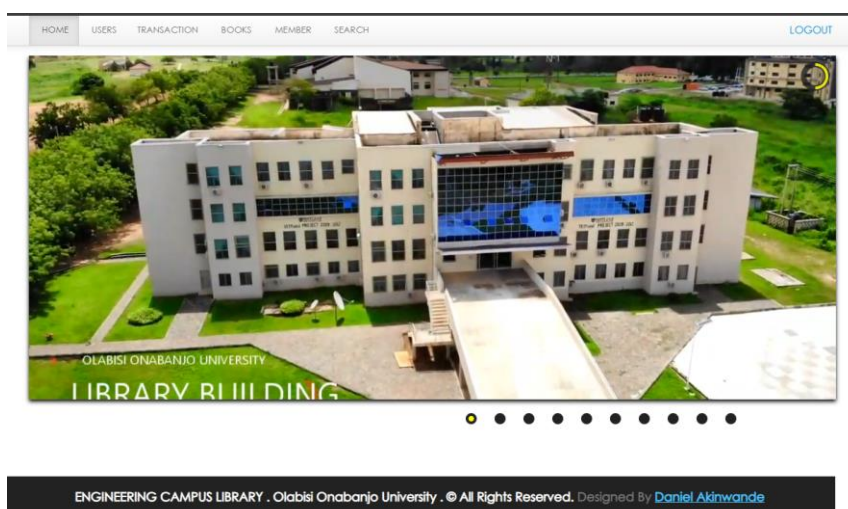 HOME USERS TRANSACTION BOOKS MEMBER SEARCH LOGOUT
OLABISI ONABANJO UNIVERSITY
LIBRARY BUILDING
ENGINEERING CAMPUS LIBRARY . Olabisi Onabanjo University . © All Rights Reserved. Designed By Daniel Akinwande